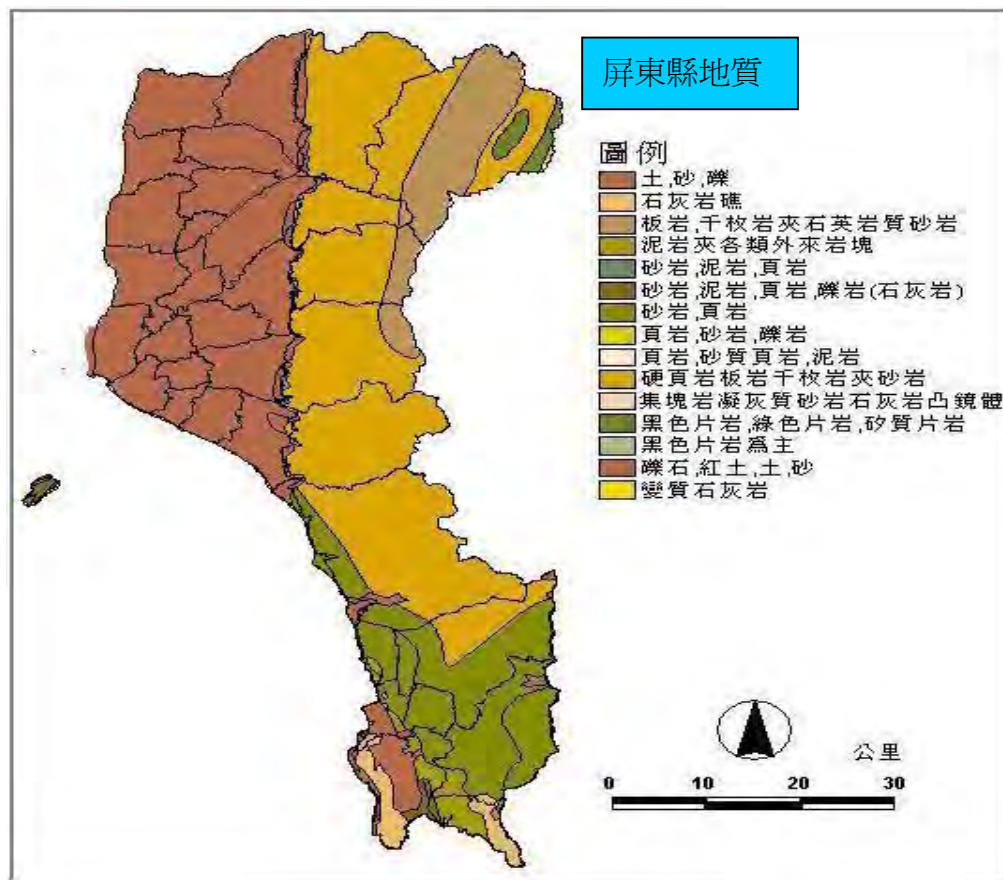 屏東縣地質
圖例
土,砂,礫
石灰岩礁
板岩,千枚岩夾石英岩質砂岩
泥岩夾各類外來岩塊
砂岩,泥岩,頁岩
砂岩,泥岩,頁岩,礫岩(石灰岩)
砂岩,頁岩
頁岩,砂岩,礫岩
頁岩,砂質頁岩,泥岩
硬頁岩板岩千枚岩夾砂岩
集塊岩凝灰質砂岩石灰岩凸鏡體
黑色片岩,綠色片岩,矽質片岩
黑色片岩爲主
礫石,紅土,土,砂
變質石灰岩
公里
0 10 20 30